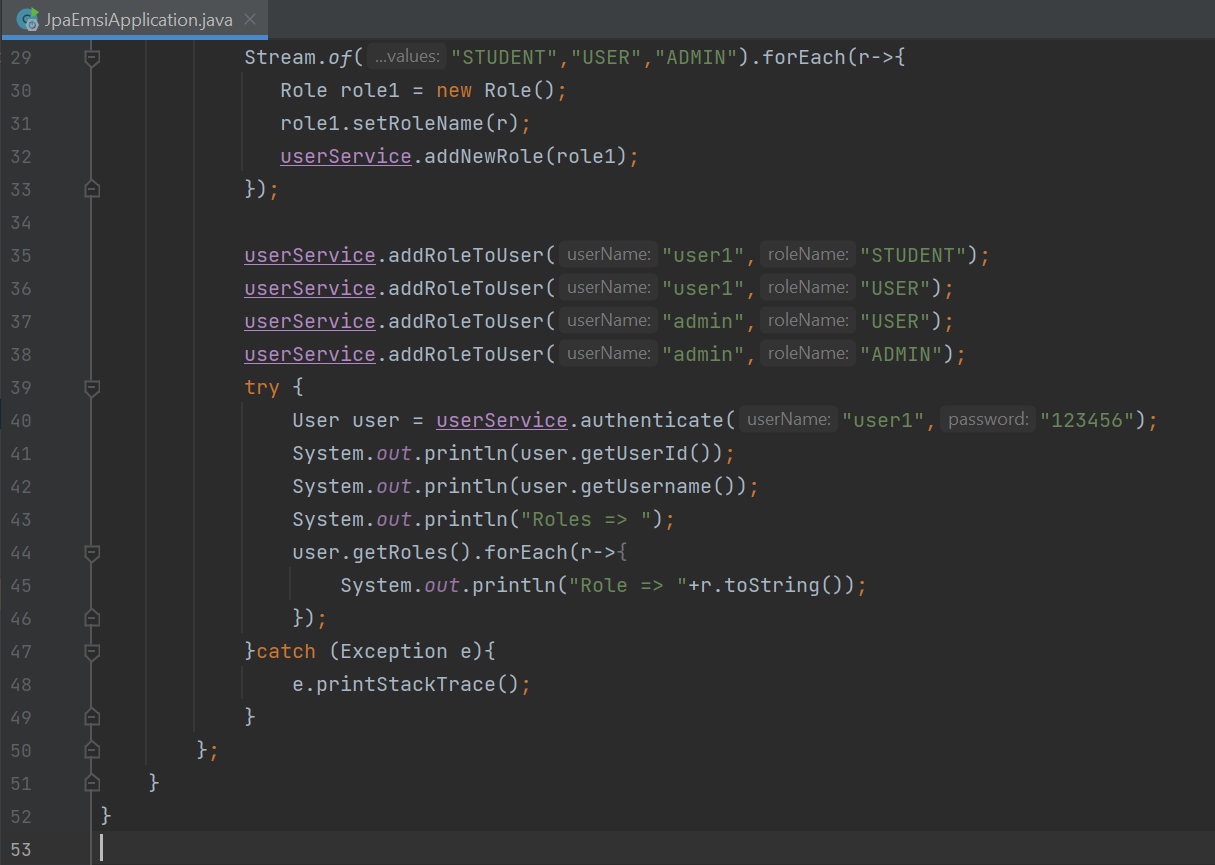 JpaEmsiApplication.java
29 Stream.of( ...values: "STUDENT","USER","ADMIN").forEach(r->{
30 Role role1 = new Role();
31 role1.setRoleName(r);
32 userService.addNewRole(role1);
33 });
34
35 userService.addRoleToUser( userName: "user1", roleName: "STUDENT");
36 userService.addRoleToUser( userName: "user1", roleName: "USER");
37 userService.addRoleToUser( userName: "admin", roleName: "USER");
38 userService.addRoleToUser( userName: "admin", roleName: "ADMIN");
39 try {
40 User user = userService.authenticate( userName: "user1", password: "123456");
41 System.out.println(user.getUserId());
42 System.out.println(user.getUsername());
43 System.out.println("Roles => ");
44 user.getRoles().forEach(r->{
45 System.out.println("Role => "+r.toString());
46 });
47 }catch (Exception e){
48 e.printStackTrace();
49 }
50 };
51 }
52 }
53